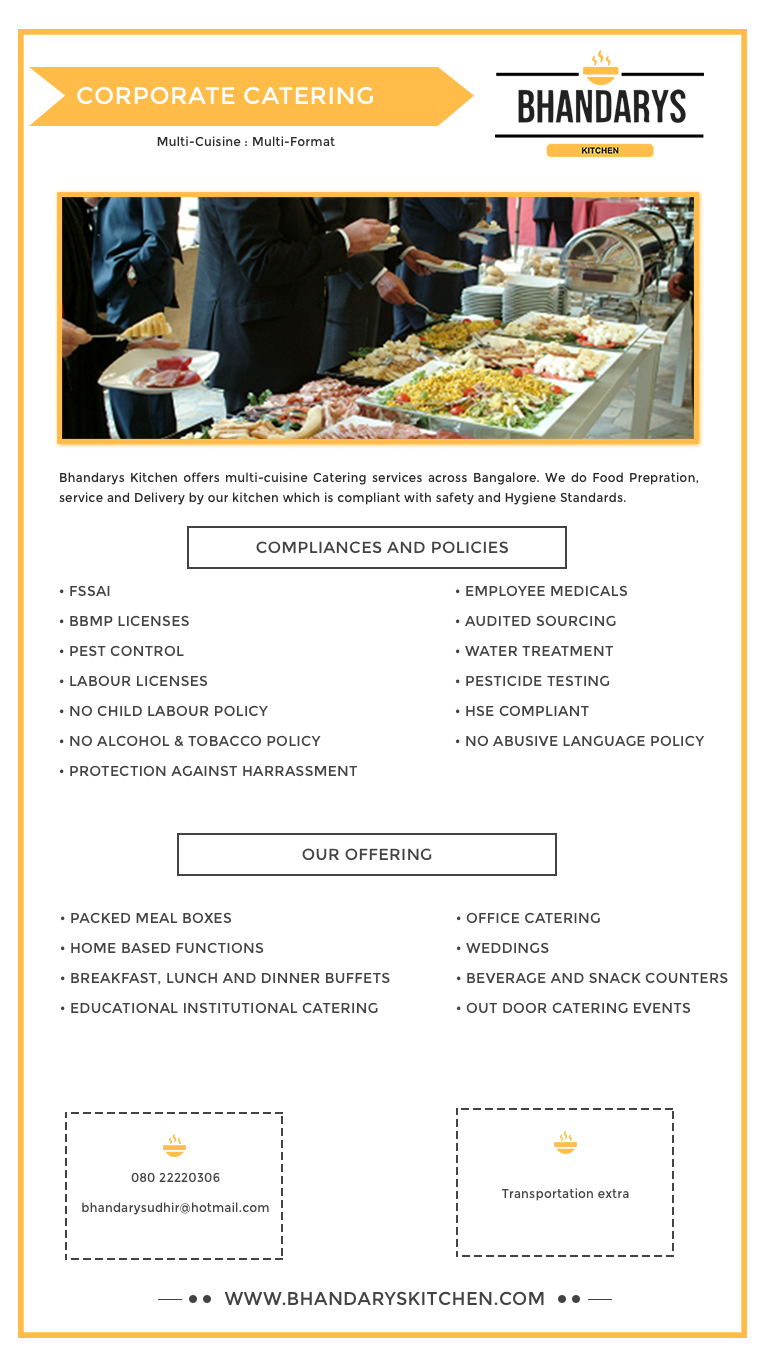 CORPORATE CATERING
Multi-Cuisine : Multi-Format
BHANDARYS
KITCHEN
Bhandarys Kitchen offers multi-cuisine Catering services across Bangalore. We do Food Prepration,
service and Delivery by our kitchen which is compliant with safety and Hygiene Standards.
COMPLIANCES AND POLICIES
• FSSAI
• BBMP LICENSES
• PEST CONTROL
• LABOUR LICENSES
• NO CHILD LABOUR POLICY
• NO ALCOHOL & TOBACCO POLICY
• PROTECTION AGAINST HARRASSMENT
• EMPLOYEE MEDICALS
• AUDITED SOURCING
• WATER TREATMENT
• PESTICIDE TESTING
• HSE COMPLIANT
• NO ABUSIVE LANGUAGE POLICY
OUR OFFERING
• PACKED MEAL BOXES
• HOME BASED FUNCTIONS
• BREAKFAST, LUNCH AND DINNER BUFFETS
• EDUCATIONAL INSTITUTIONAL CATERING
• OFFICE CATERING
• WEDDINGS
• BEVERAGE AND SNACK COUNTERS
• OUT DOOR CATERING EVENTS
080 22220306
bhandarysudhir@hotmail.com
Transportation extra
WWW.BHANDARYSKITCHEN.COM